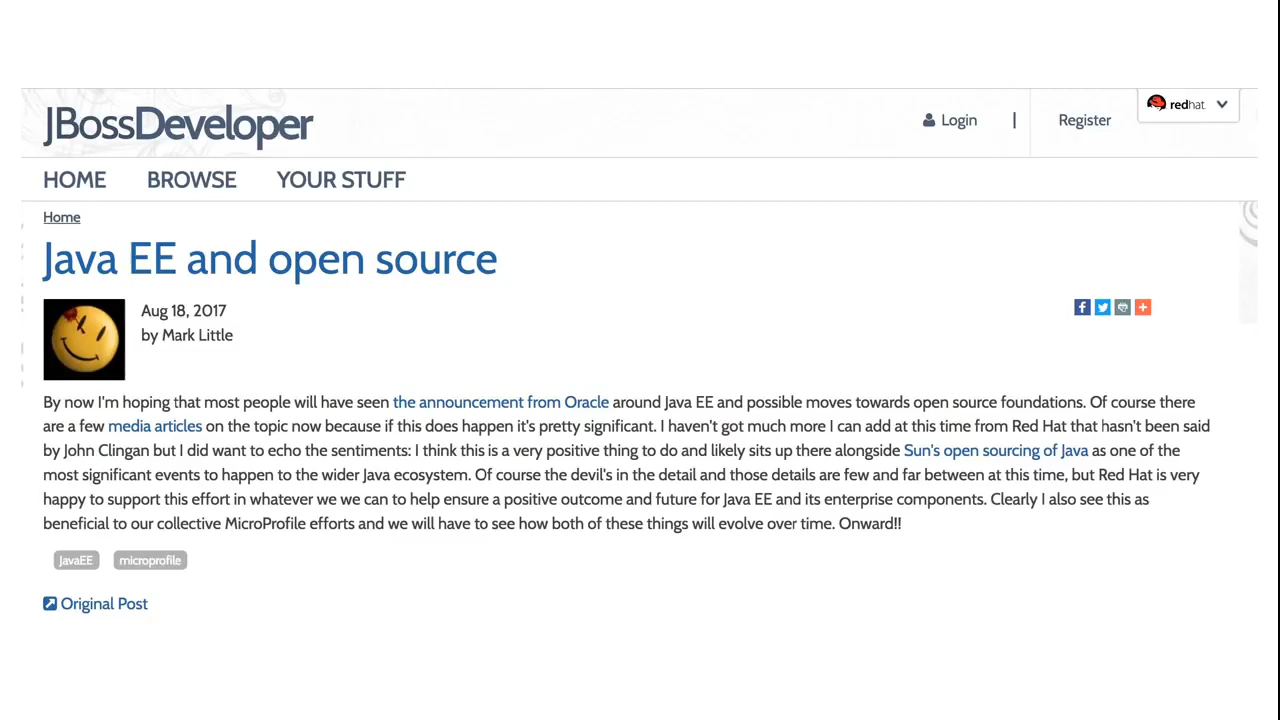 JBossDeveloper
Login | Register
redhat.
HOME BROWSE YOUR STUFF
Home
Java EE and open source
Aug 18, 2017
by Mark Little
By now I'm hoping that most people will have seen the announcement from Oracle around Java EE and possible moves towards open source foundations. Of course there
are a few media articles on the topic now because if this does happen it's pretty significant. I haven't got much more I can add at this time from Red Hat that hasn't been said
by John Clingan but I did want to echo the sentiments: I think this is a very positive thing to do and likely sits up there alongside Sun's open sourcing of Java as one of the
most significant events to happen to the wider Java ecosystem. Of course the devil's in the detail and those details are few and far between at this time, but Red Hat is very
happy to support this effort in whatever we we can to help ensure a positive outcome and future for Java EE and its enterprise components. Clearly I also see this as
beneficial to our collective MicroProfile efforts and we will have to see how both of these things will evolve over time. Onward!!
JavaEE microprofile
Original Post